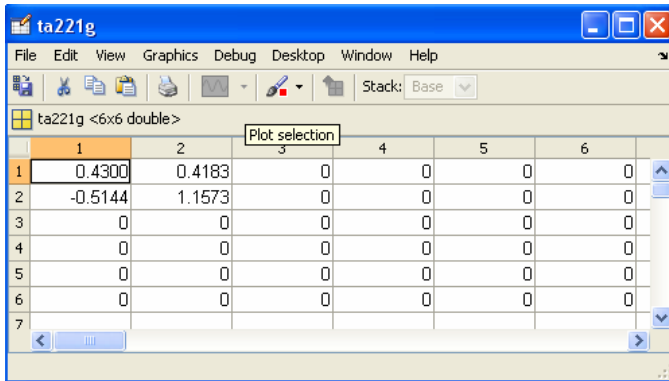 ta221g
File Edit View Graphics Debug Desktop Window Help
Stack: Base
ta221g <6x6 double>
Plot selection
1 2 3 4 5 6
1 0.4300 0.4183 0 0 0 0
2 -0.5144 1.1573 0 0 0 0
3 0 0 0 0 0 0
4 0 0 0 0 0 0
5 0 0 0 0 0 0
6 0 0 0 0 0 0
7